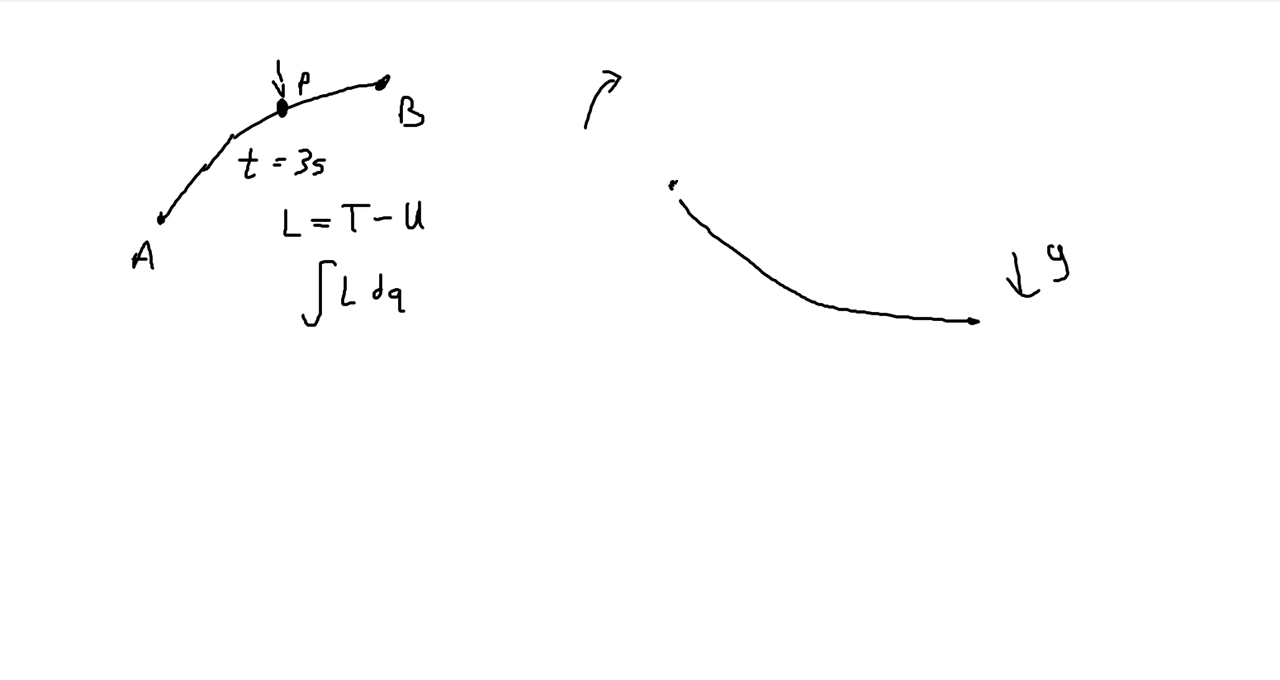 P
B
t = 3s
L = T - U
A
∫ L dq
g